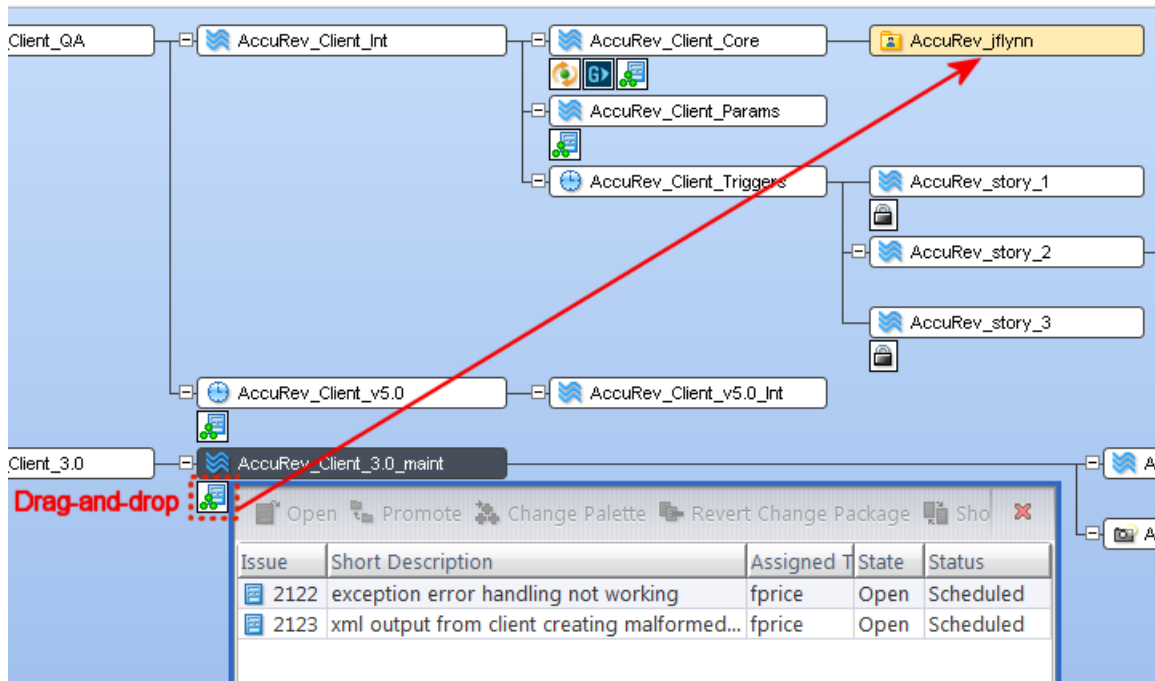 _Client_QA AccuRev_Client_Int AccuRev_Client_Core AccuRev_jflynn
G
AccuRev_Client_Params
AccuRev_Client_Triggers AccuRev_story_1
AccuRev_story_2
AccuRev_story_3
AccuRev_Client_v5.0 AccuRev_Client_v5.0_Int
Client_3.0 AccuRev_Client_3.0_maint A
Drag-and-drop
Open Promote Change Palette Revert Change Package Sho
A
Issue Short Description Assigned T State Status
2122 exception error handling not working fprice Open Scheduled
2123 xml output from client creating malformed... fprice Open Scheduled